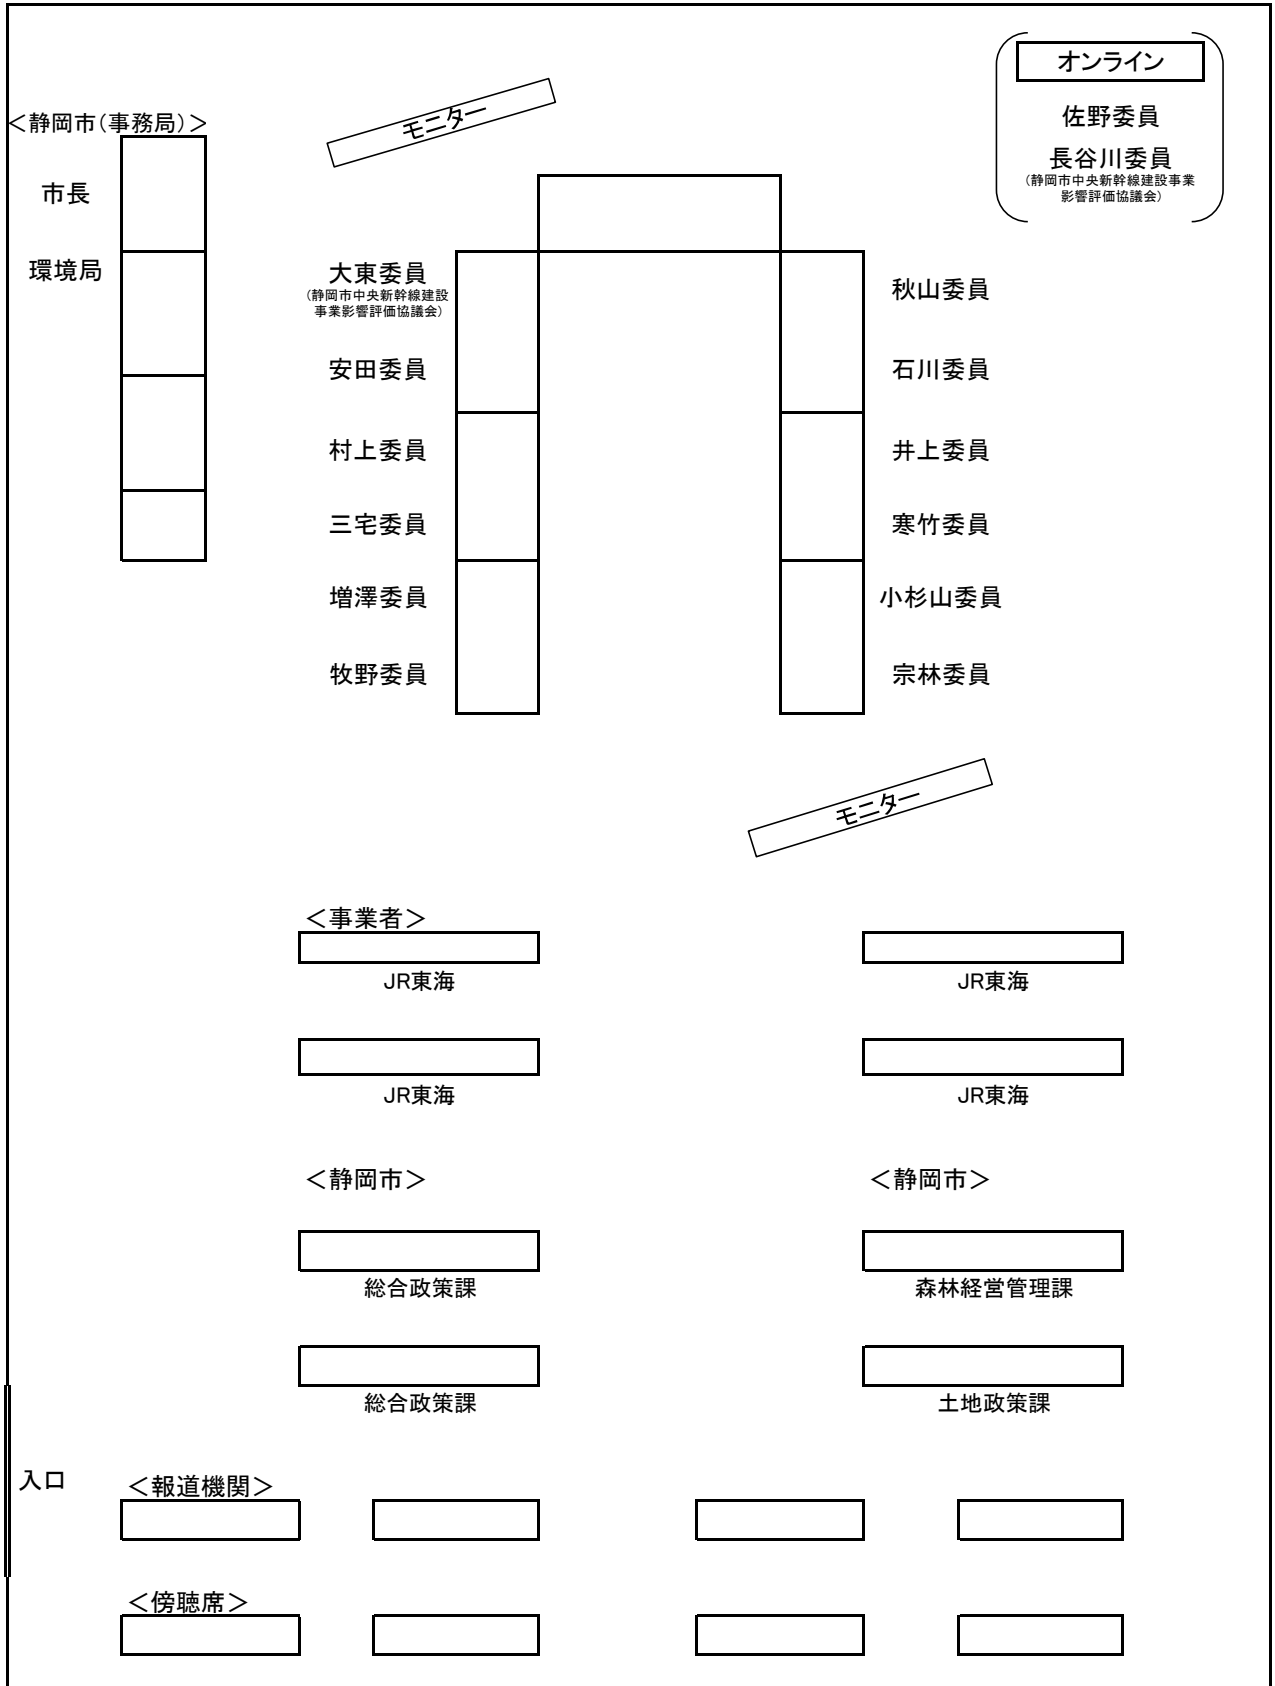 オンライン
佐野委員
長谷川委員
(静岡市中央新幹線建設事業
影響評価協議会)
モニター
＜静岡市(事務局)＞
市長
環境局
大東委員
(静岡市中央新幹線建設
事業影響評価協議会)
安田委員
村上委員
三宅委員
増澤委員
牧野委員
秋山委員
石川委員
井上委員
寒竹委員
小杉山委員
宗林委員
モニター
＜事業者＞
JR東海
JR東海
JR東海
JR東海
＜静岡市＞
＜静岡市＞
総合政策課
森林経営管理課
総合政策課
土地政策課
入口
＜報道機関＞
＜傍聴席＞